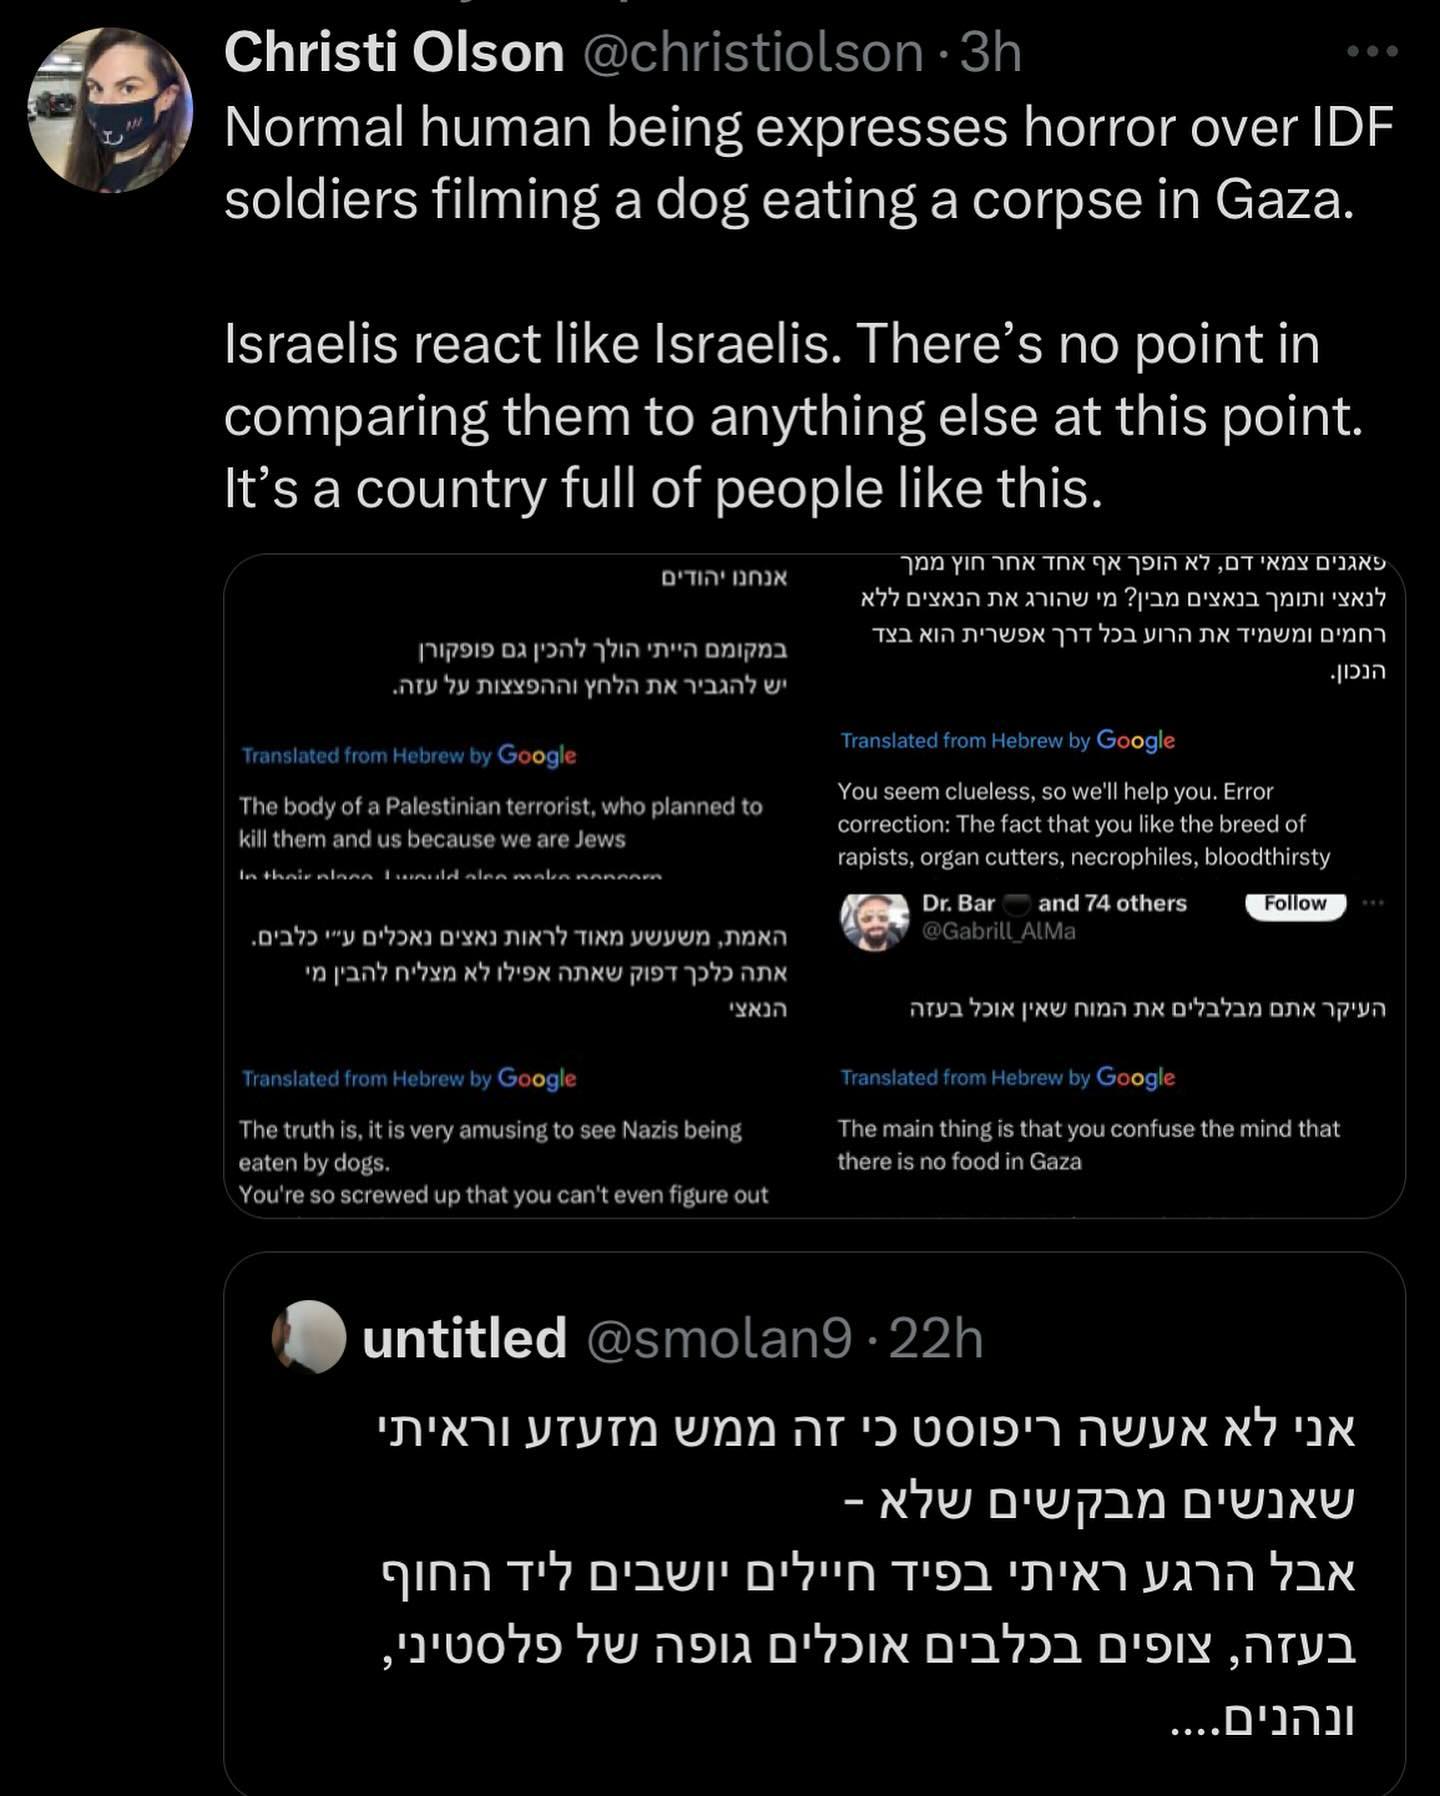 Christi Olson @christiolson · 3h
Normal human being expresses horror over IDF
soldiers filming a dog eating a corpse in Gaza.
Israelis react like Israelis. There's no point in
comparing them to anything else at this point.
It's a country full of people like this.
אנחנו יהודים
במקומם הייתי הולך להכין גם פופקורן
יש להגביר את הלחץ וההפצצות על עזה.
Translated from Hebrew by Google
The body of a Palestinian terrorist, who planned to
kill them and us because we are Jews
In their place, I would also make popcorn
פאגנים צמאי דם, לא הופך אף אחד אחר חוץ ממך
לנאצי ותומך בנאצים מבין? מי שהורג את הנאצים ללא
רחמים ומשמיד את הרוע בכל דרך אפשרית הוא בצד
הנכון.
Translated from Hebrew by Google
You seem clueless, so we'll help you. Error
correction: The fact that you like the breed of
rapists, organ cutters, necrophiles, bloodthirsty
האמת, משעשע מאוד לראות נאצים נאכלים ע״י כלבים.
אתה כלכך דפוק שאתה אפילו לא מצליח להבין מי
הנאצי
Translated from Hebrew by Google
The truth is, it is very amusing to see Nazis being
eaten by dogs.
You're so screwed up that you can't even figure out
Dr. Bar and 74 others
Follow
@Gabrill_AlMa
העיקר אתם מבלבלים את המוח שאין אוכל בעזה
Translated from Hebrew by Google
The main thing is that you confuse the mind that
there is no food in Gaza
untitled @smolan9 · 22h
אני לא אעשה ריפוסט כי זה ממש מזעזע וראיתי
שאנשים מבקשים שלא -
אבל הרגע ראיתי בפיד חיילים יושבים ליד החוף
בעזה, צופים בכלבים אוכלים גופה של פלסטיני,
ונהנים....